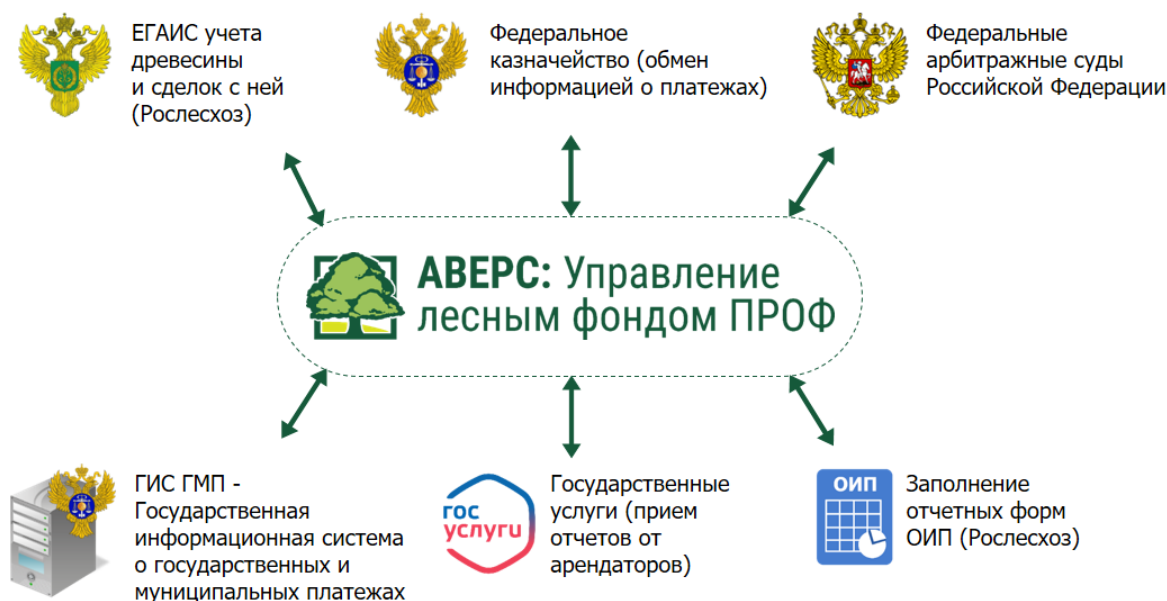 ЕГАИС учета
древесины
и сделок с ней
(Рослесхоз)
Федеральное
казначейство (обмен
информацией о платежах)
Федеральные
арбитражные суды
Российской Федерации
АВЕРС: Управление
лесным фондом ПРОФ
ГИС ГМП -
Государственная
информационная система
о государственных и
муниципальных платежах
гос
услуги
Государственные
услуги (прием
отчетов от
арендаторов)
ОИП
Заполнение
отчетных форм
ОИП (Рослесхоз)